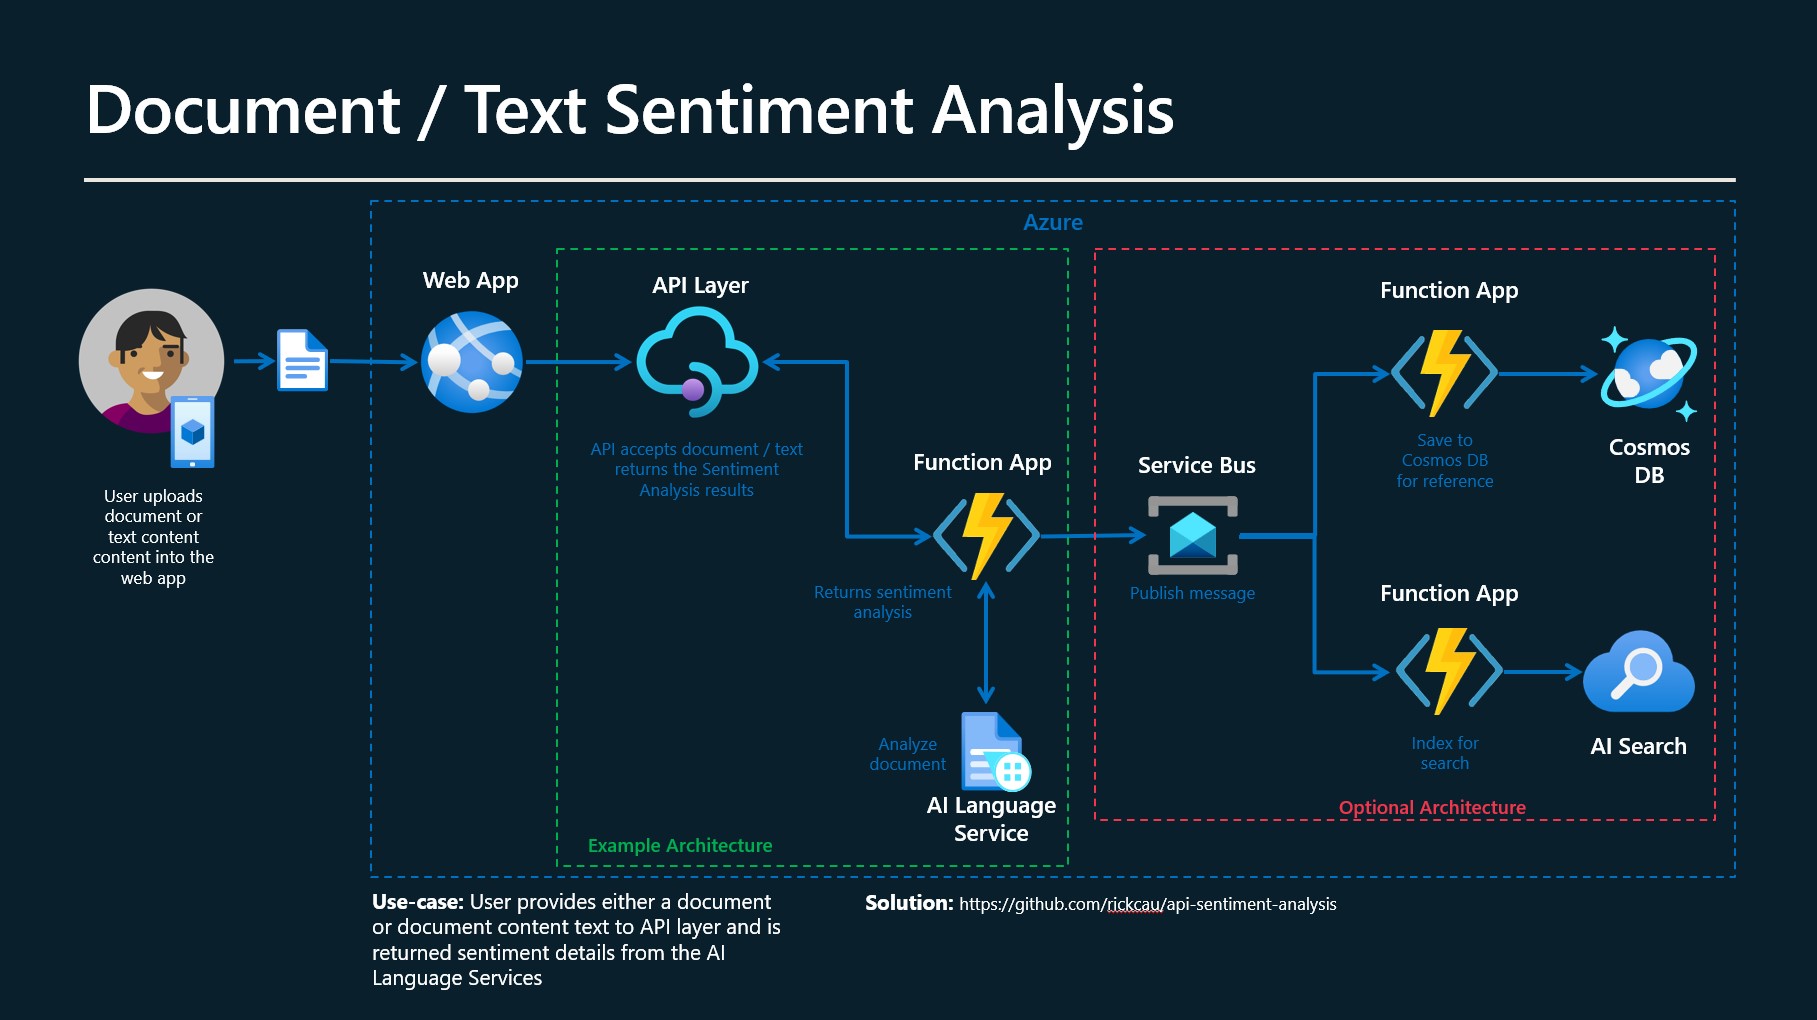 Document / Text Sentiment Analysis
Azure
Web App
API Layer
API accepts document / text
returns the Sentiment
Analysis results
User uploads
document or
text content
content into the
web app
Function App
Returns sentiment
analysis
Analyze
document
AI Language
Service
Example Architecture
Service Bus
Publish message
Function App
Save to
Cosmos DB
for reference
Cosmos
DB
Function App
Index for
search
AI Search
Optional Architecture
Use-case: User provides either a document
or document content text to API layer and is
returned sentiment details from the AI
Language Services
Solution: https://github.com/rickcau/api-sentiment-analysis